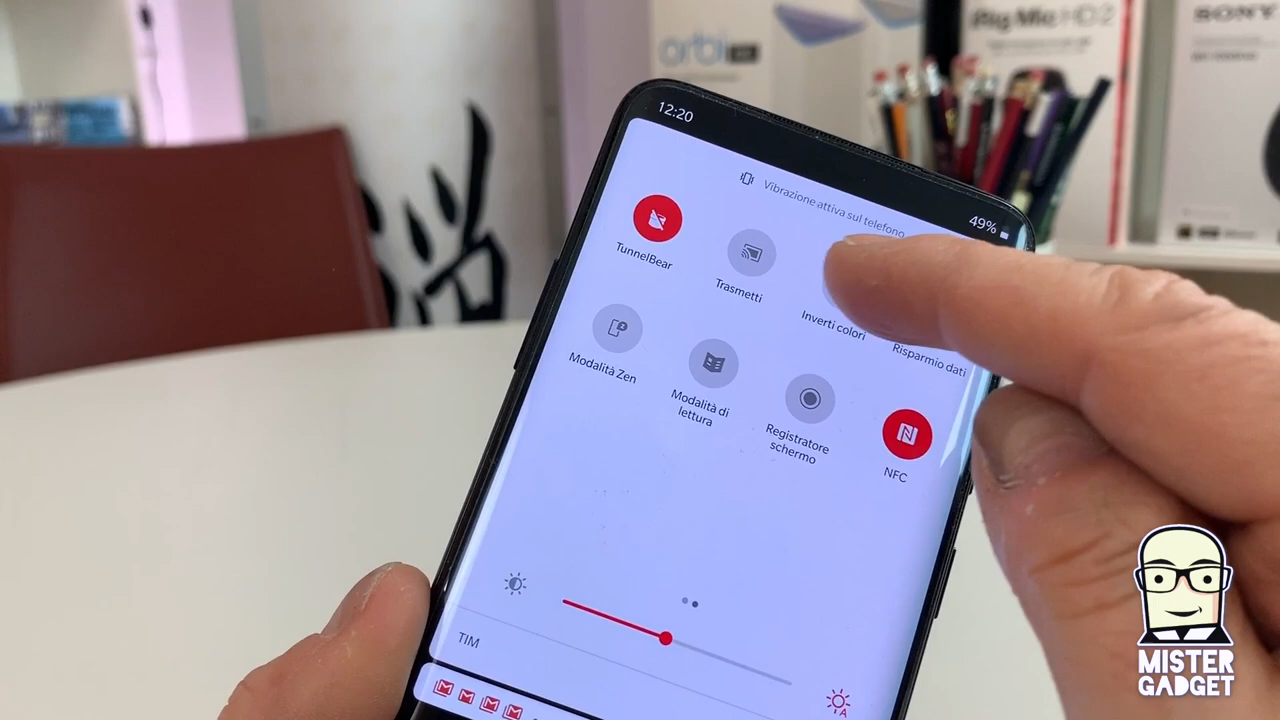 orbi
iRig Mic HD 2
SONY
12:20
49%
Vibrazione attiva sul telefono
TunnelBear
Trasmetti
Inverti colori
Risparmio dati
Modalità Zen
Modalità di
lettura
Registratore
schermo
NFC
TIM
A
MISTER
GADGET